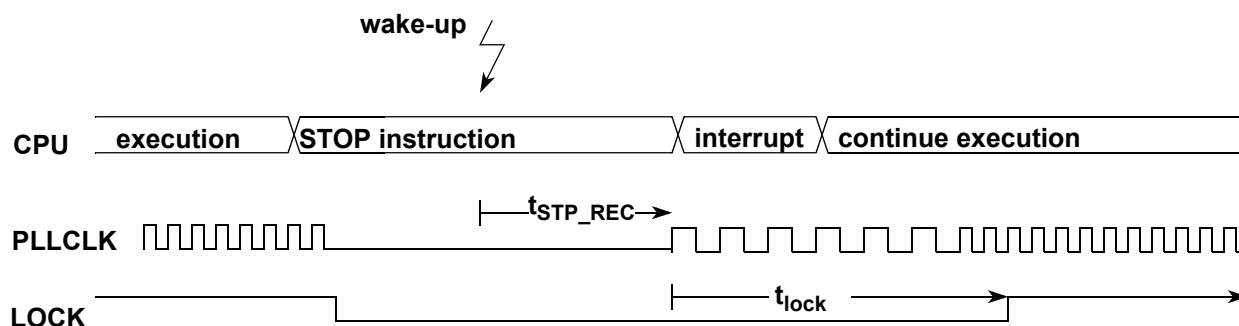 wake-up
CPU execution STOP instruction interrupt continue execution
tSTP_REC
PLLCLK
tlock
LOCK